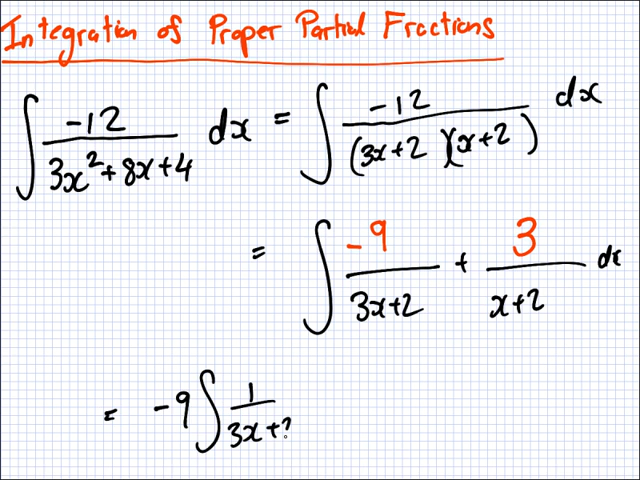 Integration of Proper Partial Fractions
∫ -12 / (3x²+8x+4) dx = ∫ -12 / ((3x+2)(x+2)) dx
= ∫ -9 / (3x+2) + 3 / (x+2) dx
= -9 ∫ 1 / (3x+2